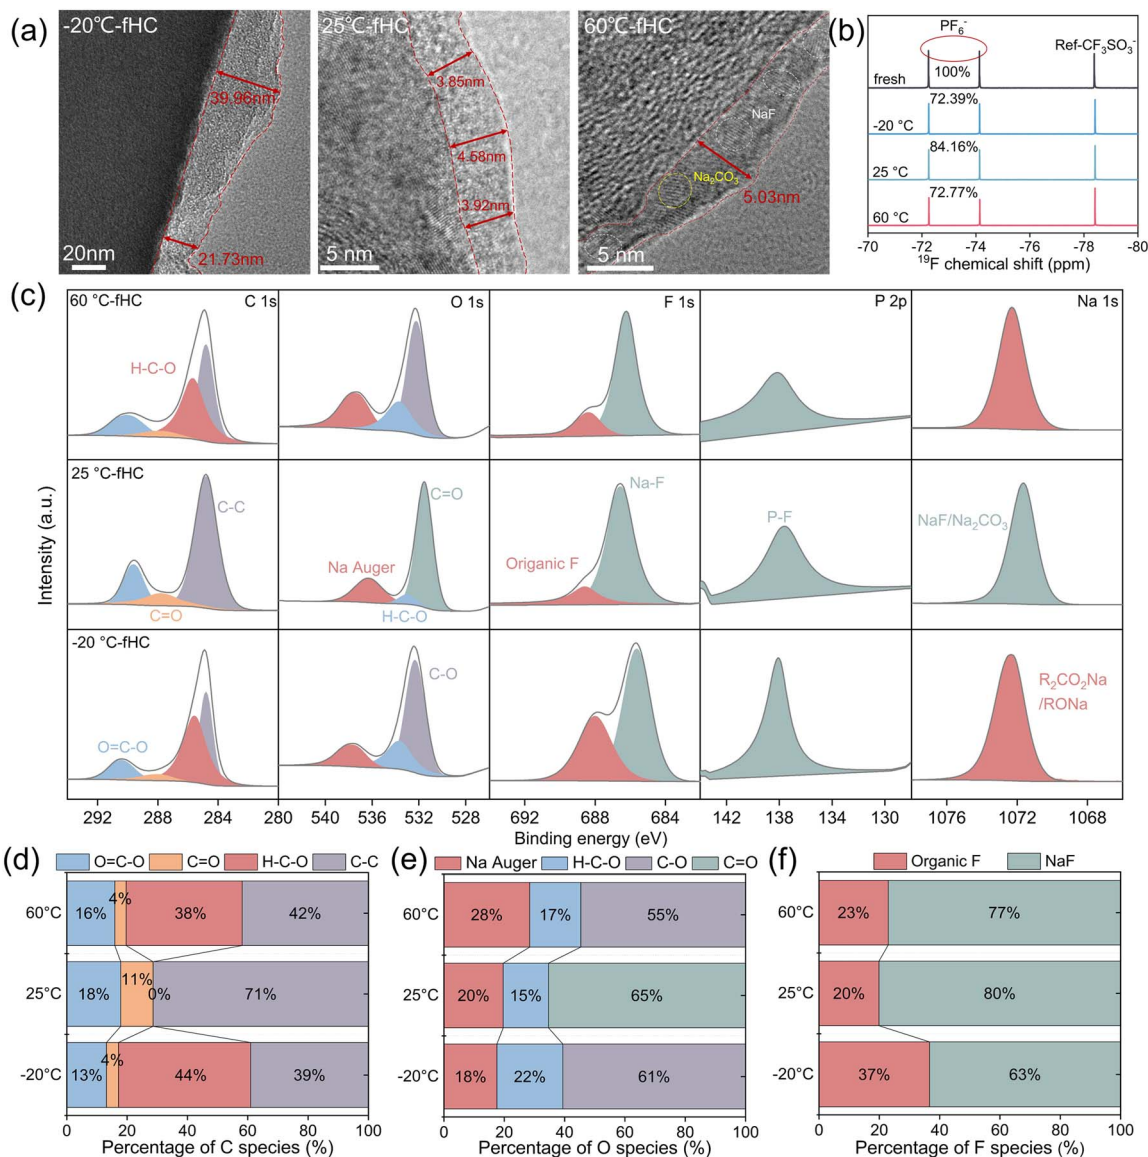 (a)
-20℃-fHC
39.96nm
21.73nm
20nm
25℃-fHC
3.85nm
4.58nm
3.92nm
5 nm
60℃-fHC
NaF
Na₂CO₃
5.03nm
5 nm
(b)
PF₆⁻
Ref-CF₃SO₃⁻
fresh
100%
72.39%
-20 °C
84.16%
25 °C
72.77%
60 °C
-70 -72 -74 -76 -78 -80
¹⁹F chemical shift (ppm)
(c)
60 °C-fHC
C 1s
O 1s
F 1s
P 2p
Na 1s
H-C-O
25 °C-fHC
C-C
C=O
C=O
Na Auger
H-C-O
Na-F
Origanic F
P-F
NaF/Na₂CO₃
-20 °C-fHC
O=C-O
C-O
R₂CO₂Na
/RONa
Intensity (a.u.)
292 288 284 280
540 536 532 528
692 688 684
142 138 134 130
1076 1072 1068
Binding energy (eV)
(d)
O=C-O C=O H-C-O C-C
60°C
16% 4% 38% 42%
25°C
18% 11% 0% 71%
-20°C
13% 4% 44% 39%
0 20 40 60 80 100
Percentage of C species (%)
(e)
Na Auger H-C-O C-O C=O
60°C
28% 17% 55%
25°C
20% 15% 65%
-20°C
18% 22% 61%
0 20 40 60 80 100
Percentage of O species (%)
(f)
Organic F NaF
60°C
23% 77%
25°C
20% 80%
-20°C
37% 63%
0 20 40 60 80 100
Percentage of F species (%)